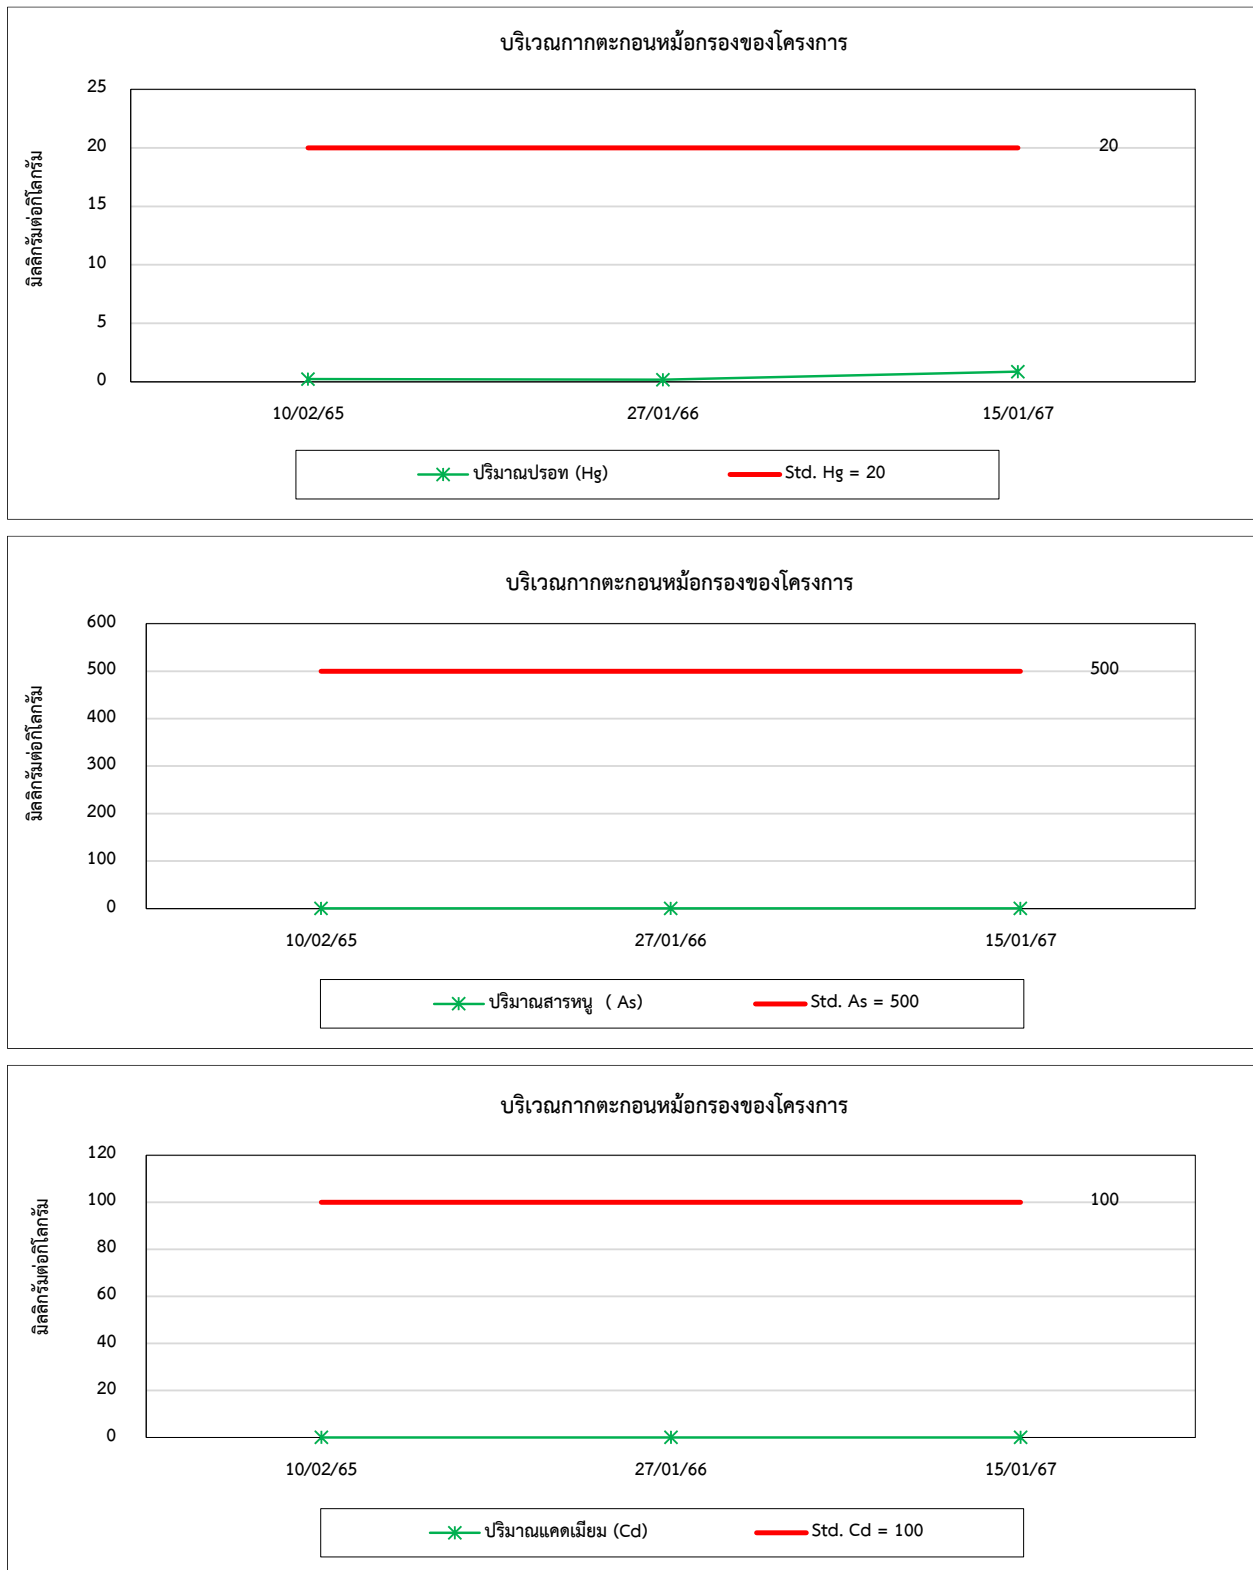 บริเวณกากตะกอนหม้อกรองของโครงการ
25
20
15
10
5
0
มิลลิกรัมต่อกิโลกรัม
20
10/02/65 27/01/66 15/01/67
ปริมาณปรอท (Hg) Std. Hg = 20
บริเวณกากตะกอนหม้อกรองของโครงการ
600
500
400
300
200
100
0
มิลลิกรัมต่อกิโลกรัม
500
10/02/65 27/01/66 15/01/67
ปริมาณสารหนู ( As) Std. As = 500
บริเวณกากตะกอนหม้อกรองของโครงการ
120
100
80
60
40
20
0
มิลลิกรัมต่อกิโลกรัม
100
10/02/65 27/01/66 15/01/67
ปริมาณแคดเมียม (Cd) Std. Cd = 100